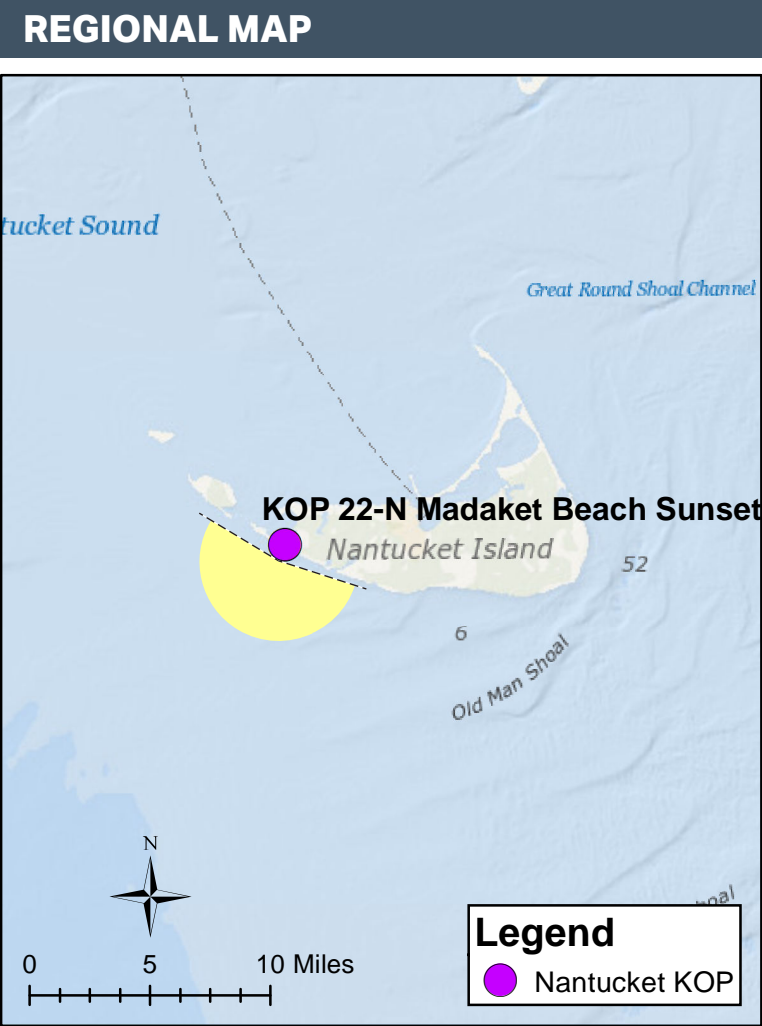 REGIONAL MAP
tucket Sound
Great Round Shoal Channel
KOP 22-N Madaket Beach Sunset
Nantucket Island
52
6
Old Man Shoal
N
0 5 10 Miles
oal
Legend
Nantucket KOP